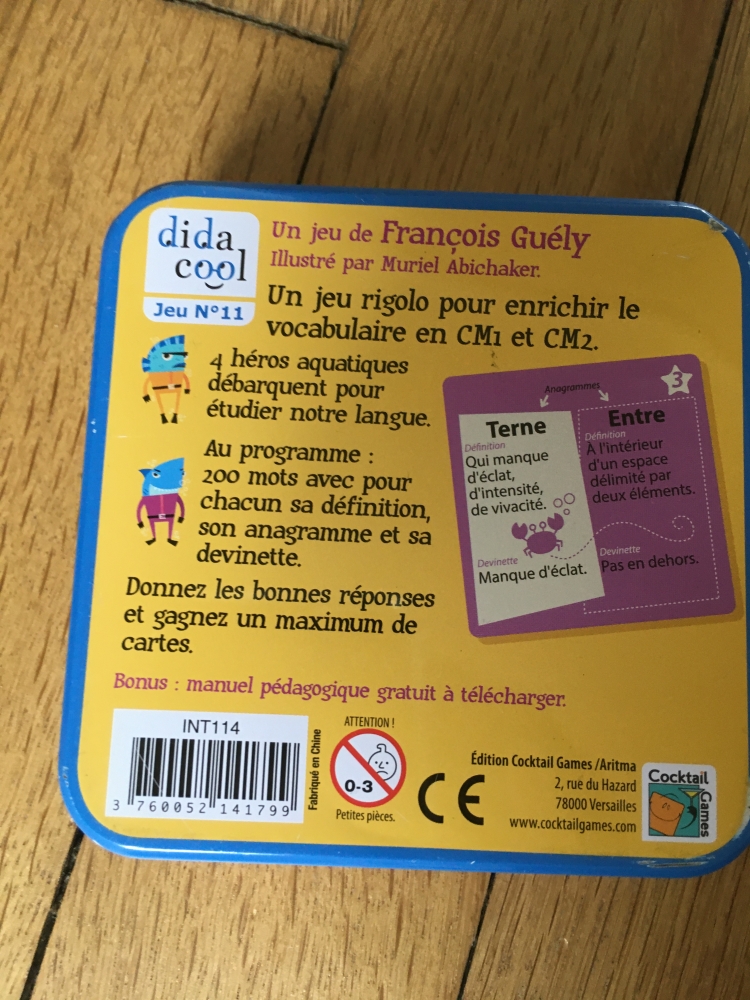 dida
cool
Jeu N°11
Un jeu de François Guély
Illustré par Muriel Abichaker.
Un jeu rigolo pour enrichir le
vocabulaire en CM1 et CM2.
4 héros aquatiques
débarquent pour
étudier notre langue.
Au programme :
200 mots avec pour
chacun sa définition,
son anagramme et sa
devinette.
Donnez les bonnes réponses
et gagnez un maximum de
cartes.
3
Anagrammes
Terne
Définition
Qui manque
d'éclat,
d'intensité,
de vivacité.
Devinette
Manque d'éclat.
Entre
Définition
À l'intérieur
d'un espace
délimité par
deux éléments.
Devinette
Pas en dehors.
Bonus : manuel pédagogique gratuit à télécharger.
INT114
3 760052 141799
Fabriqué en Chine
ATTENTION !
0-3
Petites pièces.
CE
Édition Cocktail Games /Aritma
2, rue du Hazard
78000 Versailles
www.cocktailgames.com
Cocktail
Games